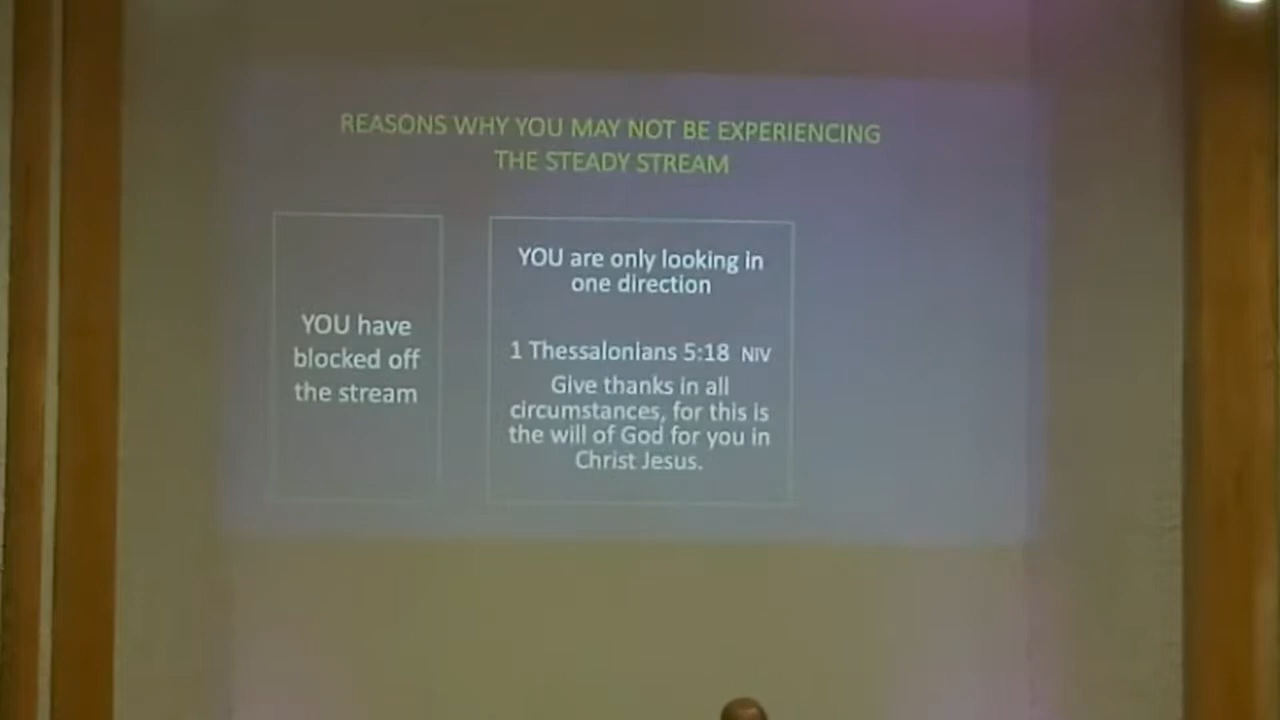 REASONS WHY YOU MAY NOT BE EXPERIENCING
THE STEADY STREAM
YOU have
blocked off
the stream
YOU are only looking in
one direction
1 Thessalonians 5:18 NIV
Give thanks in all
circumstances, for this is
the will of God for you in
Christ Jesus.